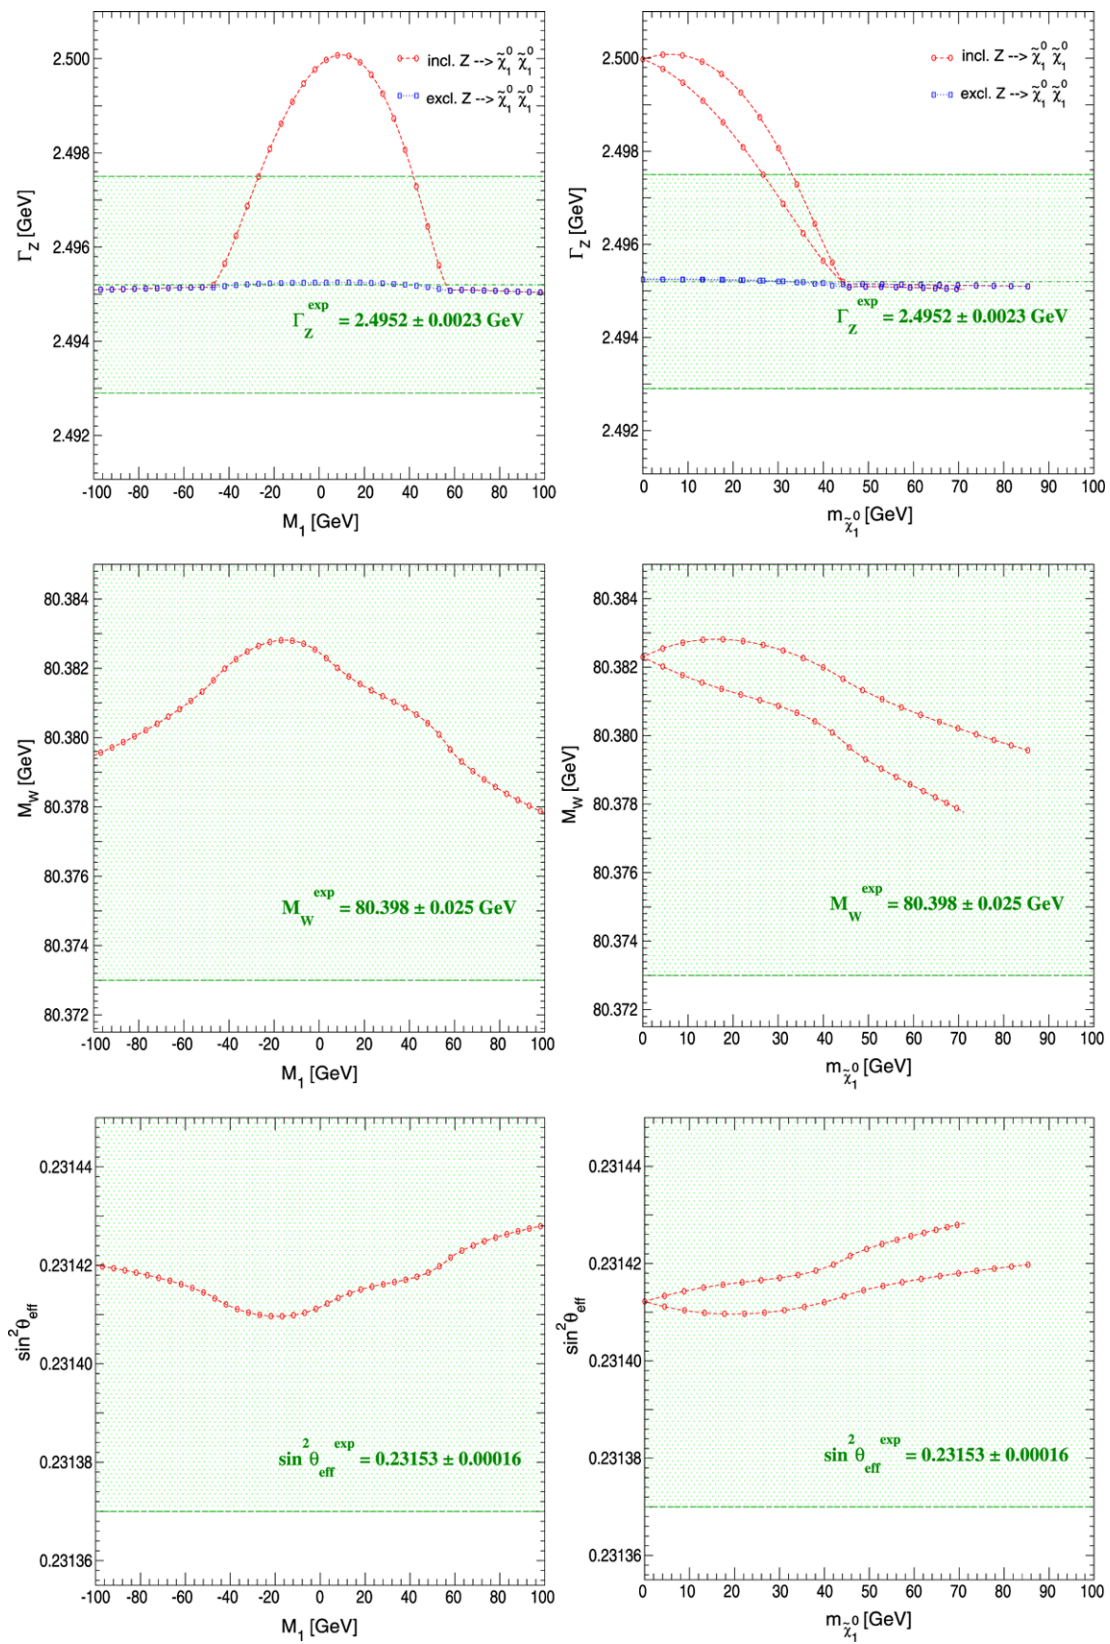 2.500
2.498
2.496
2.494
2.492
Γ_Z [GeV]
incl. Z --> χ̃₁⁰ χ̃₁⁰
excl. Z --> χ̃₁⁰ χ̃₁⁰
Γ_Z^exp = 2.4952 ± 0.0023 GeV
-100 -80 -60 -40 -20 0 20 40 60 80 100
M₁ [GeV]
2.500
2.498
2.496
2.494
2.492
Γ_Z [GeV]
incl. Z --> χ̃₁⁰ χ̃₁⁰
excl. Z --> χ̃₁⁰ χ̃₁⁰
Γ_Z^exp = 2.4952 ± 0.0023 GeV
0 10 20 30 40 50 60 70 80 90 100
m_χ̃₁⁰ [GeV]
80.384
80.382
80.380
80.378
80.376
80.374
80.372
M_W [GeV]
M_W^exp = 80.398 ± 0.025 GeV
-100 -80 -60 -40 -20 0 20 40 60 80 100
M₁ [GeV]
80.384
80.382
80.380
80.378
80.376
80.374
80.372
M_W [GeV]
M_W^exp = 80.398 ± 0.025 GeV
0 10 20 30 40 50 60 70 80 90 100
m_χ̃₁⁰ [GeV]
0.23144
0.23142
0.23140
0.23138
0.23136
sin²θ_eff
sin²θ_eff^exp = 0.23153 ± 0.00016
-100 -80 -60 -40 -20 0 20 40 60 80 100
M₁ [GeV]
0.23144
0.23142
0.23140
0.23138
0.23136
sin²θ_eff
sin²θ_eff^exp = 0.23153 ± 0.00016
0 10 20 30 40 50 60 70 80 90 100
m_χ̃₁⁰ [GeV]